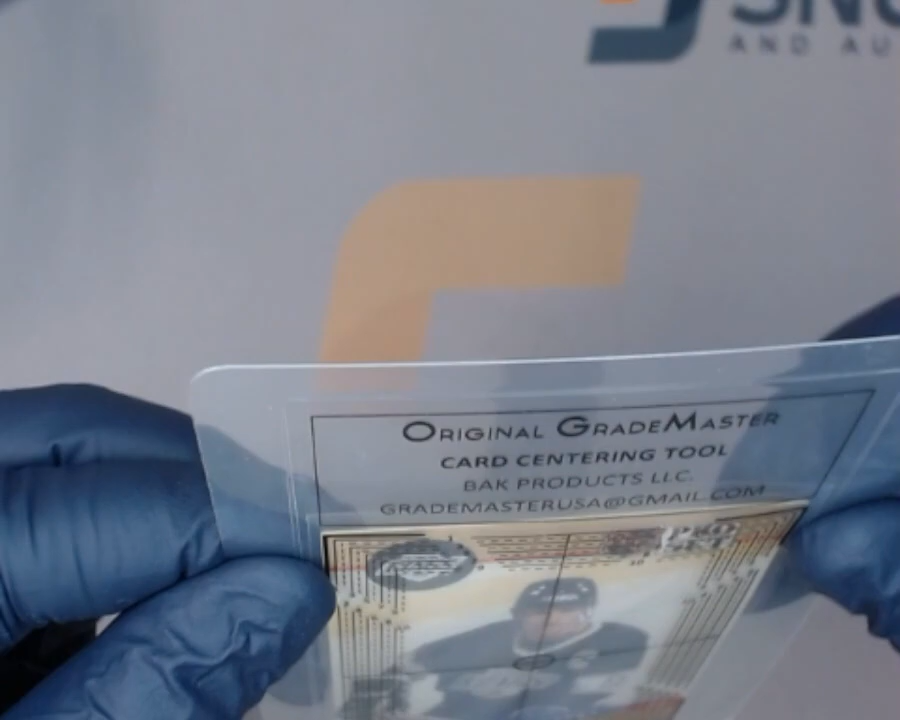 AND AU
ORIGINAL GRADEMASTER
CARD CENTERING TOOL
BAK PRODUCTS LLC.
GRADEMASTERUSA@GMAIL.COM